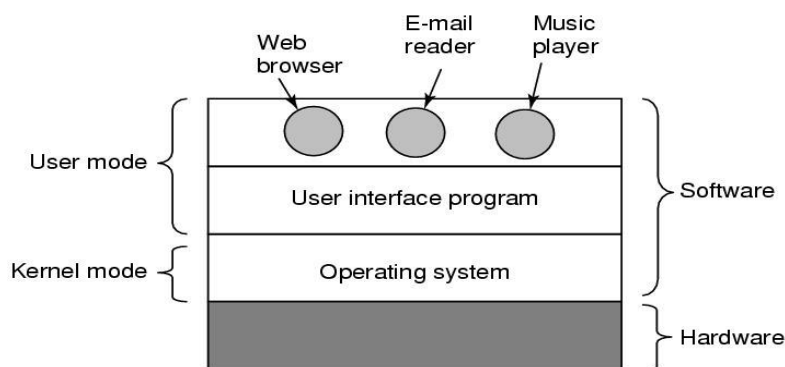 Web
browser
E-mail
reader
Music
player
User mode
User interface program
Software
Kernel mode
Operating system
Hardware